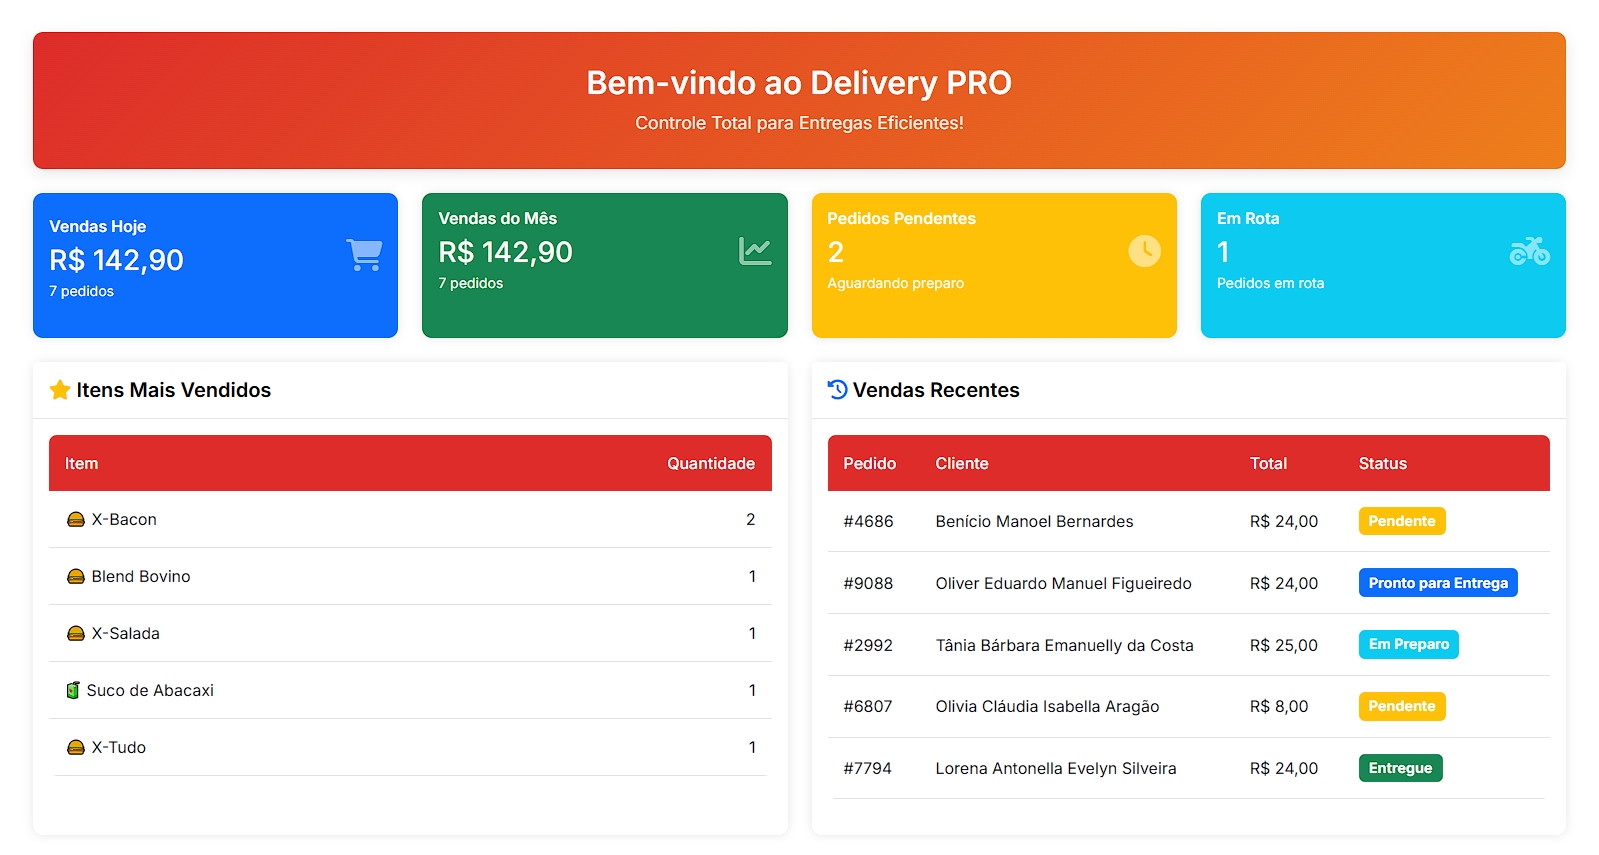 Bem-vindo ao Delivery PRO
Controle Total para Entregas Eficientes!
Vendas Hoje
R$ 142,90
7 pedidos
Vendas do Mês
R$ 142,90
7 pedidos
Pedidos Pendentes
2
Aguardando preparo
Em Rota
1
Pedidos em rota
Itens Mais Vendidos
Item Quantidade
X-Bacon 2
Blend Bovino 1
X-Salada 1
Suco de Abacaxi 1
X-Tudo 1
Vendas Recentes
Pedido Cliente Total Status
#4686 Benício Manoel Bernardes R$ 24,00 Pendente
#9088 Oliver Eduardo Manuel Figueiredo R$ 24,00 Pronto para Entrega
#2992 Tânia Bárbara Emanuelly da Costa R$ 25,00 Em Preparo
#6807 Olivia Cláudia Isabella Aragão R$ 8,00 Pendente
#7794 Lorena Antonella Evelyn Silveira R$ 24,00 Entregue